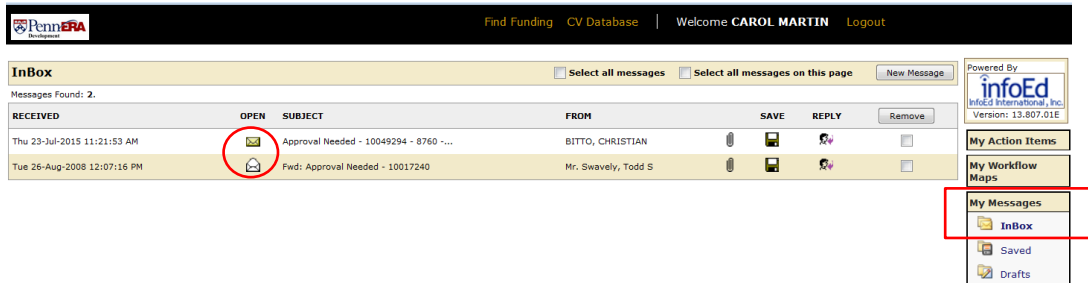 PennERA
Development
Find Funding CV Database | Welcome CAROL MARTIN Logout
InBox Select all messages Select all messages on this page New Message
Messages Found: 2.
RECEIVED OPEN SUBJECT FROM SAVE REPLY Remove
Thu 23-Jul-2015 11:21:53 AM Approval Needed - 10049294 - 8760 -... BITTO, CHRISTIAN
Tue 26-Aug-2008 12:07:16 PM Fwd: Approval Needed - 10017240 Mr. Swavely, Todd S
Powered By
infoEd
InfoEd International, Inc.
Version: 13.807.01E
My Action Items
My Workflow
Maps
My Messages
InBox
Saved
Drafts